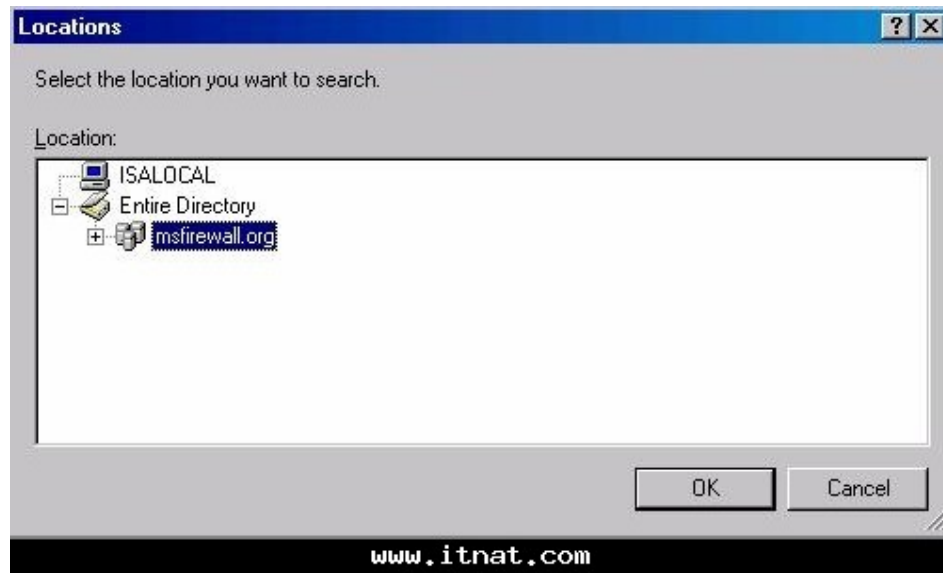 Locations
Select the location you want to search.
Location:
ISALOCAL
Entire Directory
msfirewall.org
OK
Cancel
www.itnat.com